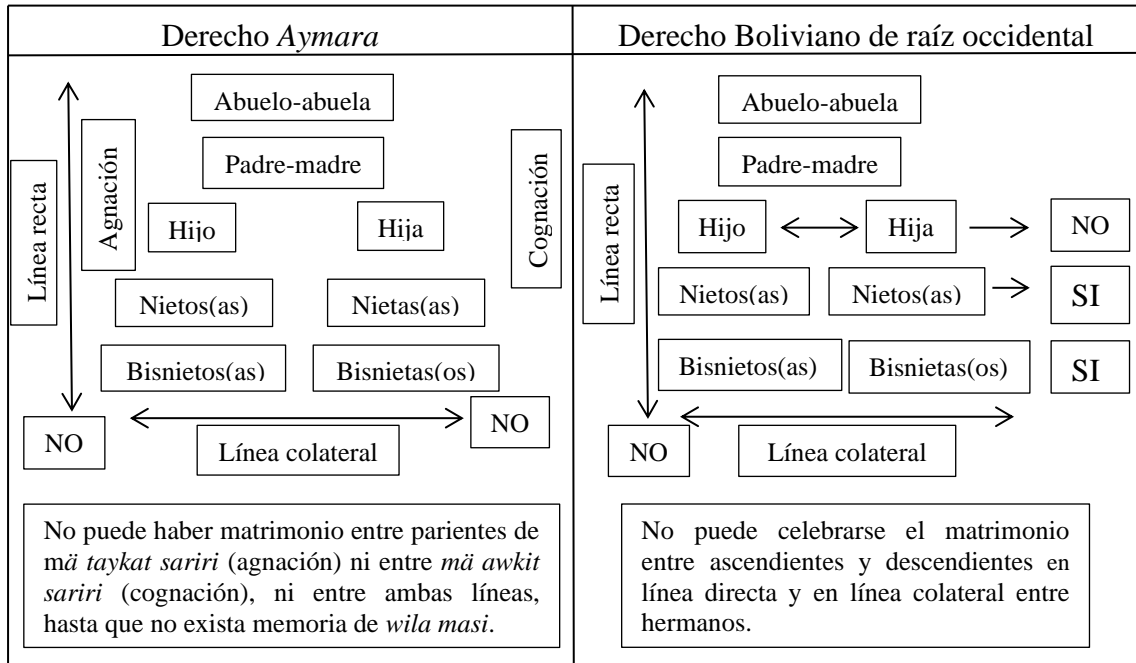 Derecho Aymara
Abuelo-abuela
Padre-madre
Línea recta
Agnación
Cognación
Hijo
Hija
Nietos(as)
Nietas(as)
Bisnietos(as)
Bisnietas(os)
NO
NO
Línea colateral
No puede haber matrimonio entre parientes de
mä taykat sariri (agnación) ni entre mä awkit
sariri (cognación), ni entre ambas líneas,
hasta que no exista memoria de wila masi.
Derecho Boliviano de raíz occidental
Abuelo-abuela
Padre-madre
Línea recta
Hijo
Hija
NO
Nietos(as)
Nietos(as)
SI
Bisnietos(as)
Bisnietas(os)
SI
NO
Línea colateral
No puede celebrarse el matrimonio
entre ascendientes y descendientes en
línea directa y en línea colateral entre
hermanos.